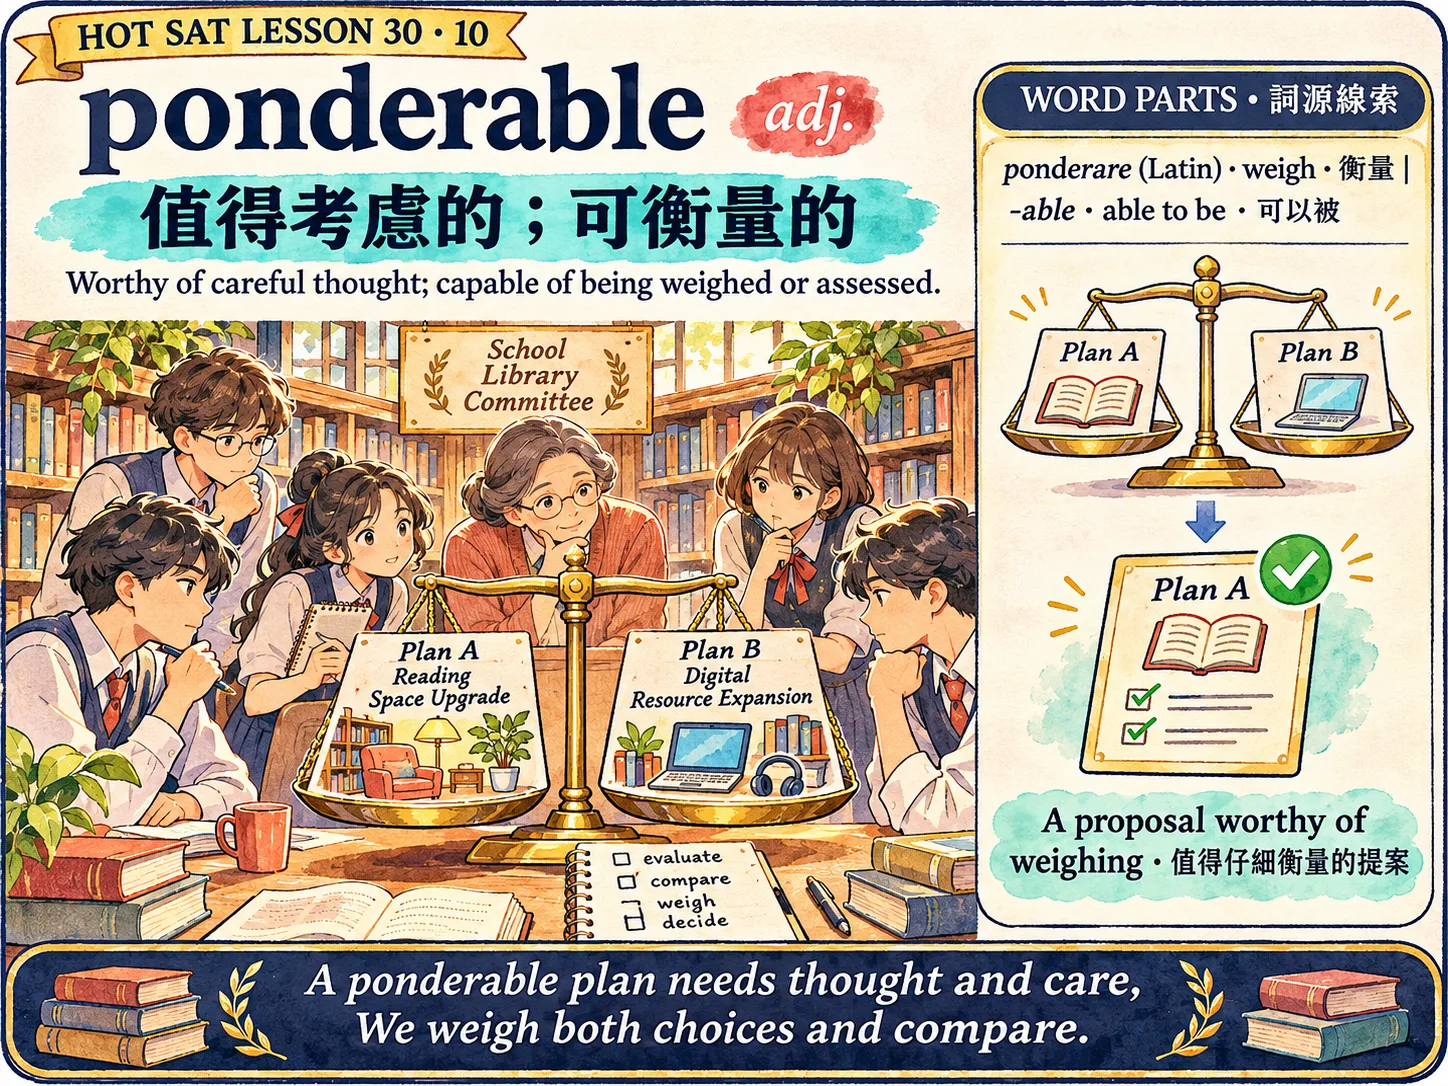 HOT SAT LESSON 30 · 10
ponderable adj.
值得考慮的；可衡量的
Worthy of careful thought; capable of being weighed or assessed.
School
Library
Committee
Plan A
Reading
Space Upgrade
Plan B
Digital
Resource Expansion
evaluate
compare
weigh
decide
WORD PARTS · 詞源線索
ponderare (Latin) · weigh · 衡量 |
-able · able to be · 可以被
Plan A
Plan B
Plan A
A proposal worthy of
weighing · 值得仔細衡量的提案
A ponderable plan needs thought and care,
We weigh both choices and compare.